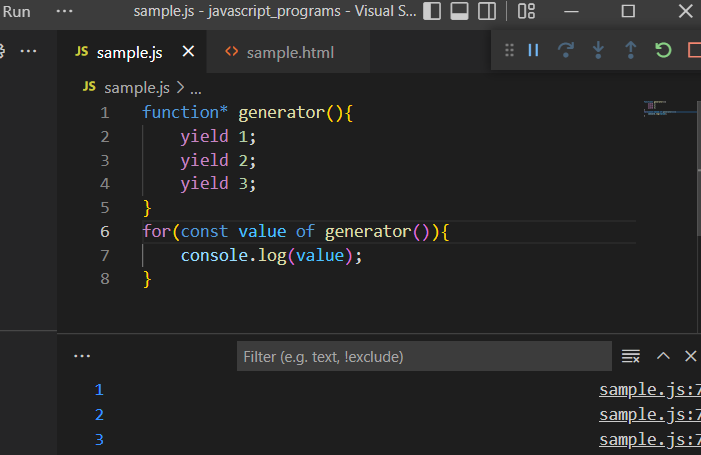 Run ··· sample.js - javascript_programs - Visual S...
JS sample.js × <> sample.html
JS sample.js > ...
1 function* generator(){
2 yield 1;
3 yield 2;
4 yield 3;
5 }
6 for(const value of generator()){
7 console.log(value);
8 }
Filter (e.g. text, !exclude)
1 sample.js:7
2 sample.js:7
3 sample.js:7